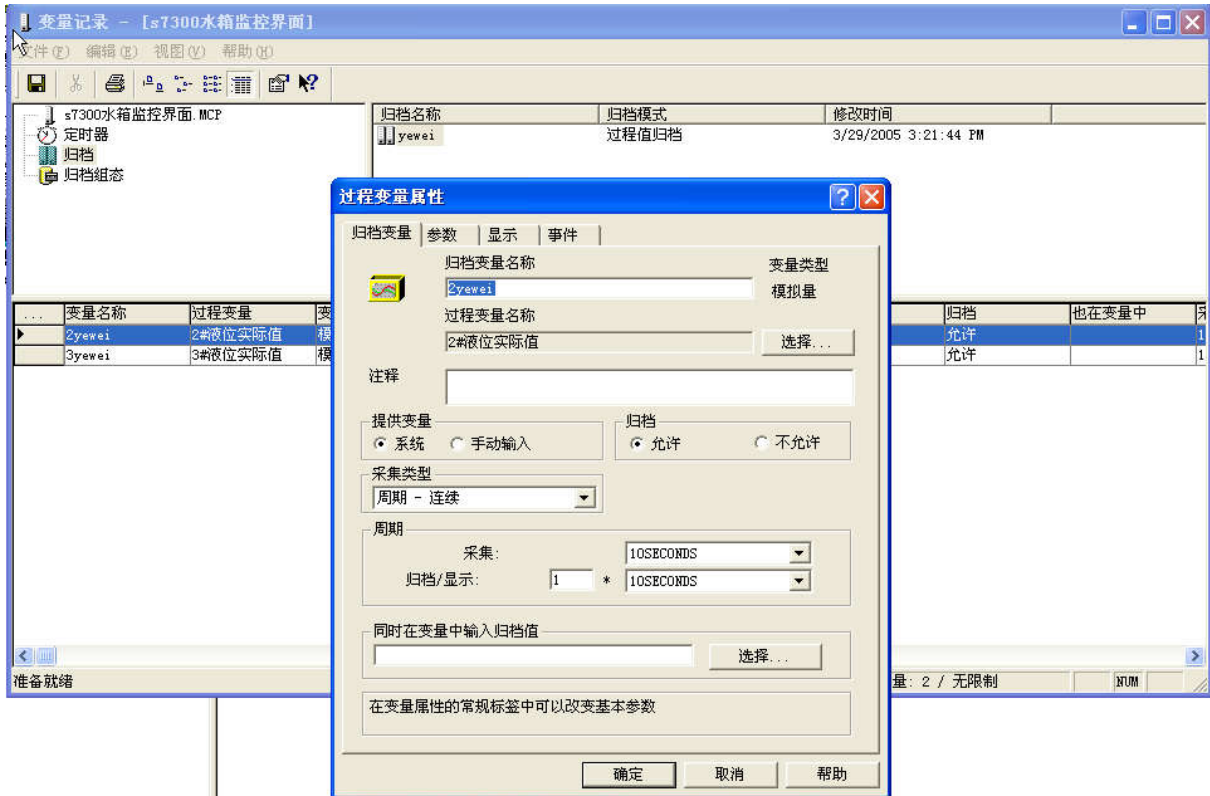 变量记录 - [s7300水箱监控界面]
文件(F) 编辑(E) 视图(V) 帮助(H)
s7300水箱监控界面.MCP
定时器
归档
归档组态
归档名称 归档模式 修改时间
yewei 过程值归档 3/29/2005 3:21:44 PM
过程变量属性
归档变量 参数 显示 事件
归档变量名称 变量类型
2yewei 模拟量
过程变量名称
2#液位实际值 选择...
注释
提供变量 归档
系统 手动输入 允许 不允许
采集类型
周期 - 连续
周期
采集: 10SECONDS
归档/显示: 1 * 10SECONDS
同时在变量中输入归档值
选择...
在变量属性的常规标签中可以改变基本参数
确定 取消 帮助
... 变量名称 过程变量 变 归档 也在变量中
2yewei 2#液位实际值 模 允许 1
3yewei 3#液位实际值 模 允许 1
准备就绪 量: 2 / 无限制 NUM